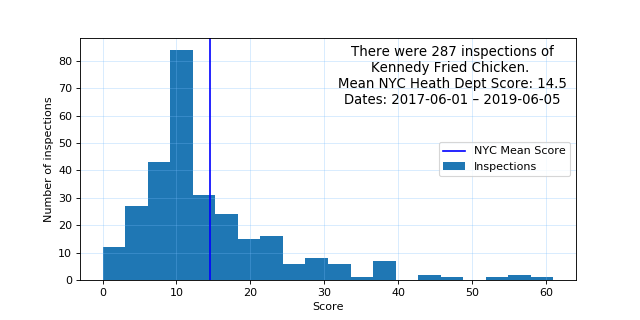 There were 287 inspections of
Kennedy Fried Chicken.
Mean NYC Heath Dept Score: 14.5
Dates: 2017-06-01 – 2019-06-05
NYC Mean Score
Inspections
Number of inspections
80
70
60
50
40
30
20
10
0
0 10 20 30 40 50 60
Score